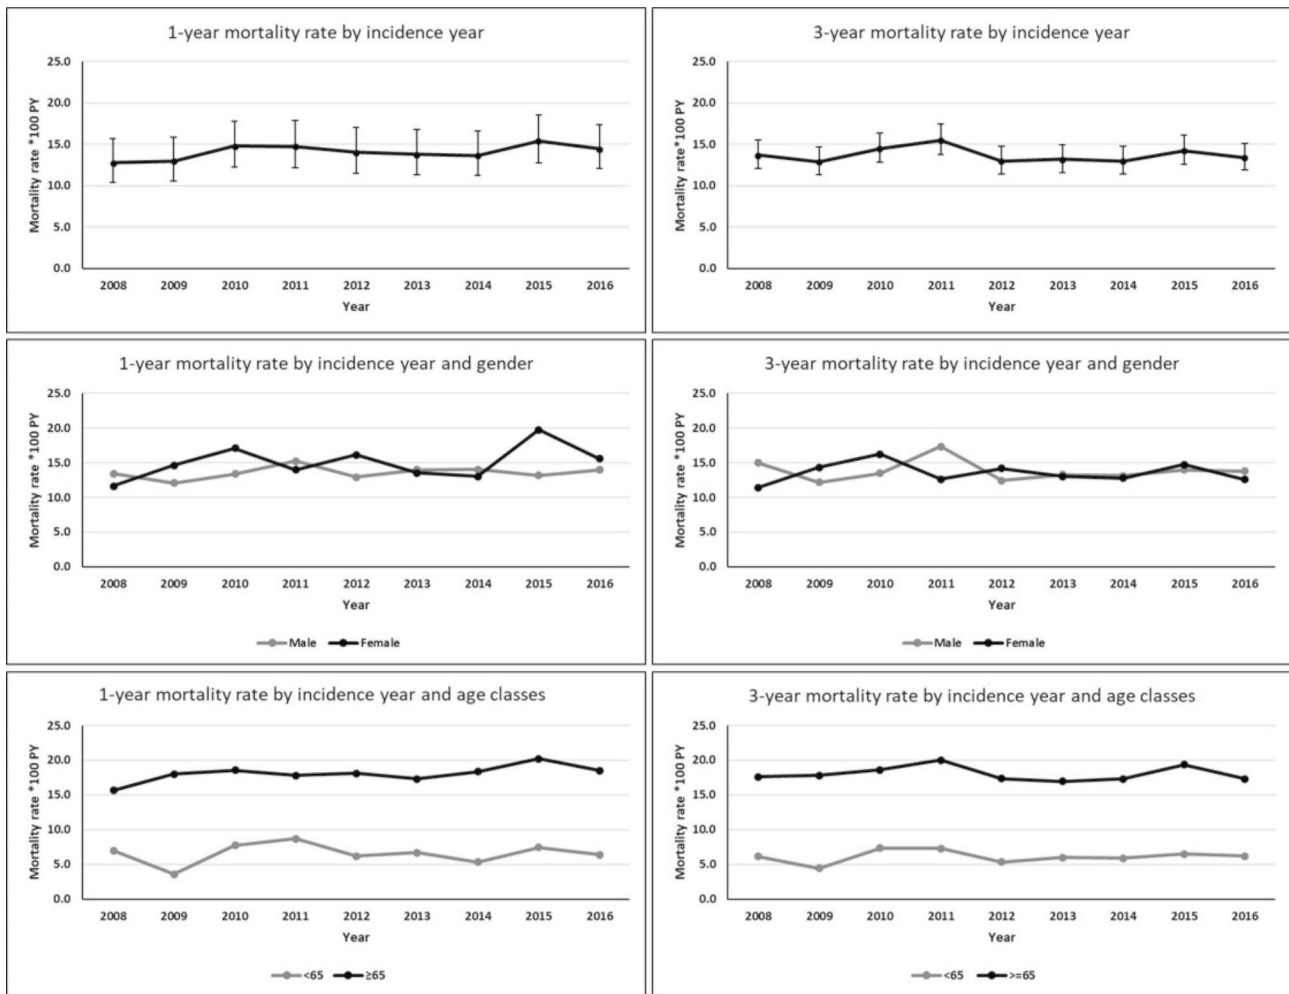 1-year mortality rate by incidence year
Mortality rate *100 PY
25.0
20.0
15.0
10.0
5.0
0.0
2008 2009 2010 2011 2012 2013 2014 2015 2016
Year
3-year mortality rate by incidence year
Mortality rate*100 PY
25.0
20.0
15.0
10.0
5.0
0.0
2008 2009 2010 2011 2012 2013 2014 2015 2016
Year
1-year mortality rate by incidence year and gender
Mortality rate *100 PY
25.0
20.0
15.0
10.0
5.0
0.0
2008 2009 2010 2011 2012 2013 2014 2015 2016
Year
Male Female
3-year mortality rate by incidence year and gender
Mortality rate *100 PY
25.0
20.0
15.0
10.0
5.0
0.0
2008 2009 2010 2011 2012 2013 2014 2015 2016
Year
Male Female
1-year mortality rate by incidence year and age classes
Mortality rate *100 PY
25.0
20.0
15.0
10.0
5.0
0.0
2008 2009 2010 2011 2012 2013 2014 2015 2016
Year
<65 ≥65
3-year mortality rate by incidence year and age classes
Mortality rate *100 PY
25.0
20.0
15.0
10.0
5.0
0.0
2008 2009 2010 2011 2012 2013 2014 2015 2016
Year
<65 >=65